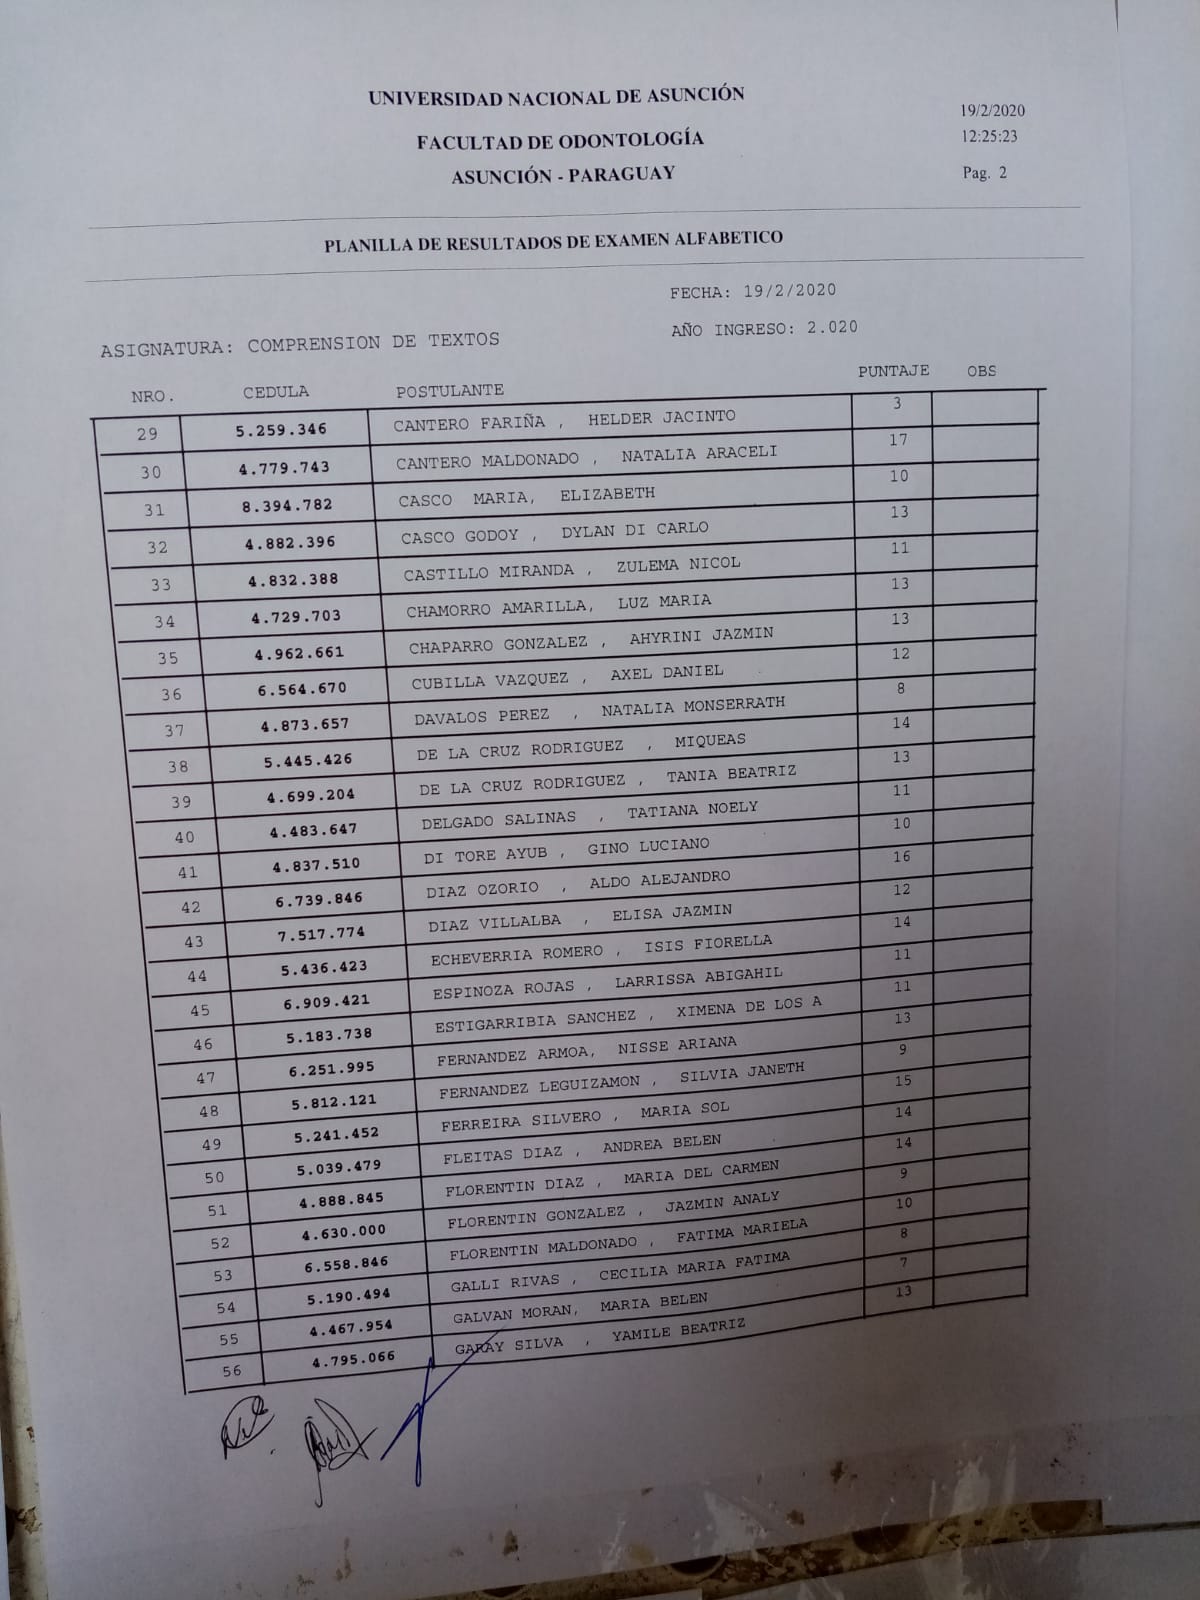 UNIVERSIDAD NACIONAL DE ASUNCIÓN
19/2/2020
FACULTAD DE ODONTOLOGÍA
12:25:23
ASUNCIÓN - PARAGUAY
Pag. 2
PLANILLA DE RESULTADOS DE EXAMEN ALFABETICO
FECHA: 19/2/2020
ASIGNATURA: COMPRENSION DE TEXTOS
AÑO INGRESO: 2.020
NRO. CEDULA POSTULANTE PUNTAJE OBS
29 5.259.346 CANTERO FARIÑA , HELDER JACINTO 3
30 4.779.743 CANTERO MALDONADO , NATALIA ARACELI 17
31 8.394.782 CASCO MARIA, ELIZABETH 10
32 4.882.396 CASCO GODOY , DYLAN DI CARLO 13
33 4.832.388 CASTILLO MIRANDA , ZULEMA NICOL 11
34 4.729.703 CHAMORRO AMARILLA, LUZ MARIA 13
35 4.962.661 CHAPARRO GONZALEZ , AHYRINI JAZMIN 13
36 6.564.670 CUBILLA VAZQUEZ , AXEL DANIEL 12
37 4.873.657 DAVALOS PEREZ , NATALIA MONSERRATH 8
38 5.445.426 DE LA CRUZ RODRIGUEZ , MIQUEAS 14
39 4.699.204 DE LA CRUZ RODRIGUEZ , TANIA BEATRIZ 13
40 4.483.647 DELGADO SALINAS , TATIANA NOELY 11
41 4.837.510 DI TORE AYUB , GINO LUCIANO 10
42 6.739.846 DIAZ OZORIO , ALDO ALEJANDRO 16
43 7.517.774 DIAZ VILLALBA , ELISA JAZMIN 12
44 5.436.423 ECHEVERRIA ROMERO , ISIS FIORELLA 14
45 6.909.421 ESPINOZA ROJAS , LARRISSA ABIGAHIL 11
46 5.183.738 ESTIGARRIBIA SANCHEZ , XIMENA DE LOS A 11
47 6.251.995 FERNANDEZ ARMOA, NISSE ARIANA 13
48 5.812.121 FERNANDEZ LEGUIZAMON , SILVIA JANETH 9
49 5.241.452 FERREIRA SILVERO , MARIA SOL 15
50 5.039.479 FLEITAS DIAZ , ANDREA BELEN 14
51 4.888.845 FLORENTIN DIAZ , MARIA DEL CARMEN 14
52 4.630.000 FLORENTIN GONZALEZ , JAZMIN ANALY 9
53 6.558.846 FLORENTIN MALDONADO , FATIMA MARIELA 10
54 5.190.494 GALLI RIVAS , CECILIA MARIA FATIMA 8
55 4.467.954 GALVAN MORAN, MARIA BELEN 7
56 4.795.066 GARAY SILVA , YAMILE BEATRIZ 13